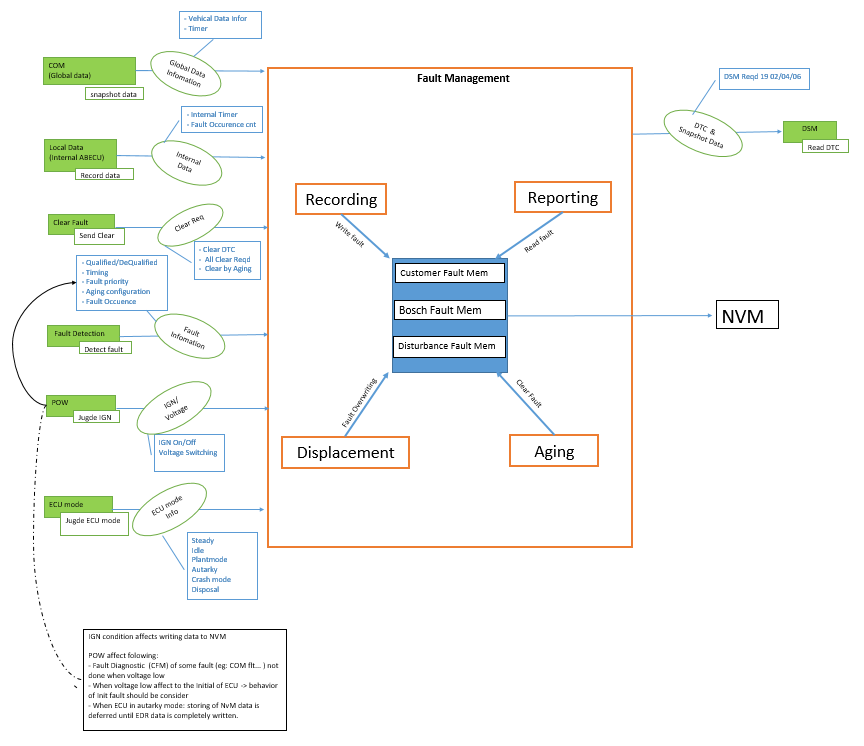 - Vehical Data Infor
- Timer
COM
(Global data)
snapshot data
Global Data
Infomation
Fault Management
DSM Reqd 19 02/04/06
DTC &
Snapshot Data
DSM
Read DTC
- Internal Timer
- Fault Occurence cnt
Local Data
(Internal ABECU)
Record data
Internal
Data
Recording
Reporting
Clear Fault
Send Clear
Clear Req
- Clear DTC
- All Clear Reqd
- Clear by Aging
Write fault
Read fault
Customer Fault Mem
Bosch Fault Mem
Disturbance Fault Mem
NVM
- Qualified/DeQualified
- Timing
- Fault priority
- Aging configuration
- Fault Occuence
Fault Detection
Detect fault
Fault
Infomation
POW
Jugde IGN
IGN/
Voltage
IGN On/Off
Voltage Switching
Fault Overwriting
Clear Fault
Displacement
Aging
ECU mode
Jugde ECU mode
ECU mode
Info
Steady
Idle
Plantmode
Autarky
Crash mode
Disposal
IGN condition affects writing data to NVM
POW affect folowing:
- Fault Diagnostic (CFM) of some fault (eg: COM flt... ) not
done when voltage low
- When voltage low affect to the Initial of ECU -> behavior
of Init fault should be consider
- When ECU in autarky mode: storing of NvM data is
deferred until EDR data is completely written.